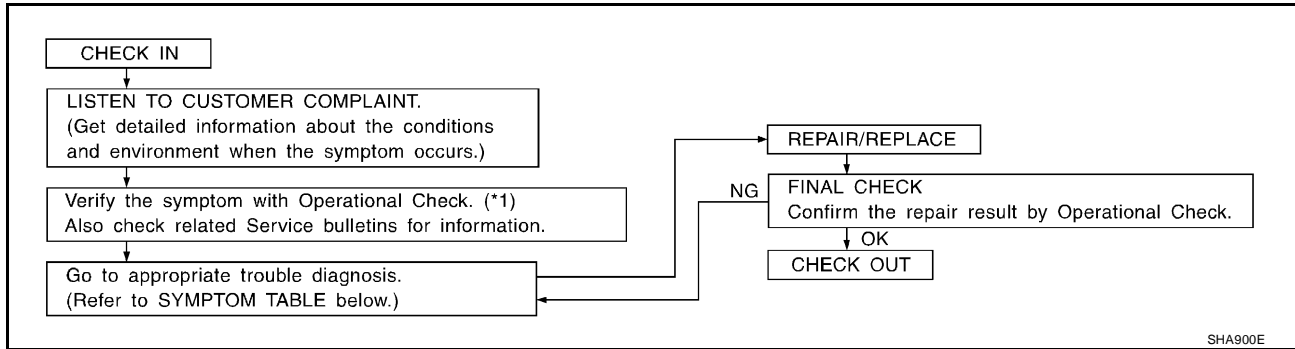 CHECK IN
LISTEN TO CUSTOMER COMPLAINT.
(Get detailed information about the conditions
and environment when the symptom occurs.)
Verify the symptom with Operational Check. (*1)
Also check related Service bulletins for information.
Go to appropriate trouble diagnosis.
(Refer to SYMPTOM TABLE below.)
REPAIR/REPLACE
NG
FINAL CHECK
Confirm the repair result by Operational Check.
OK
CHECK OUT
SHA900E